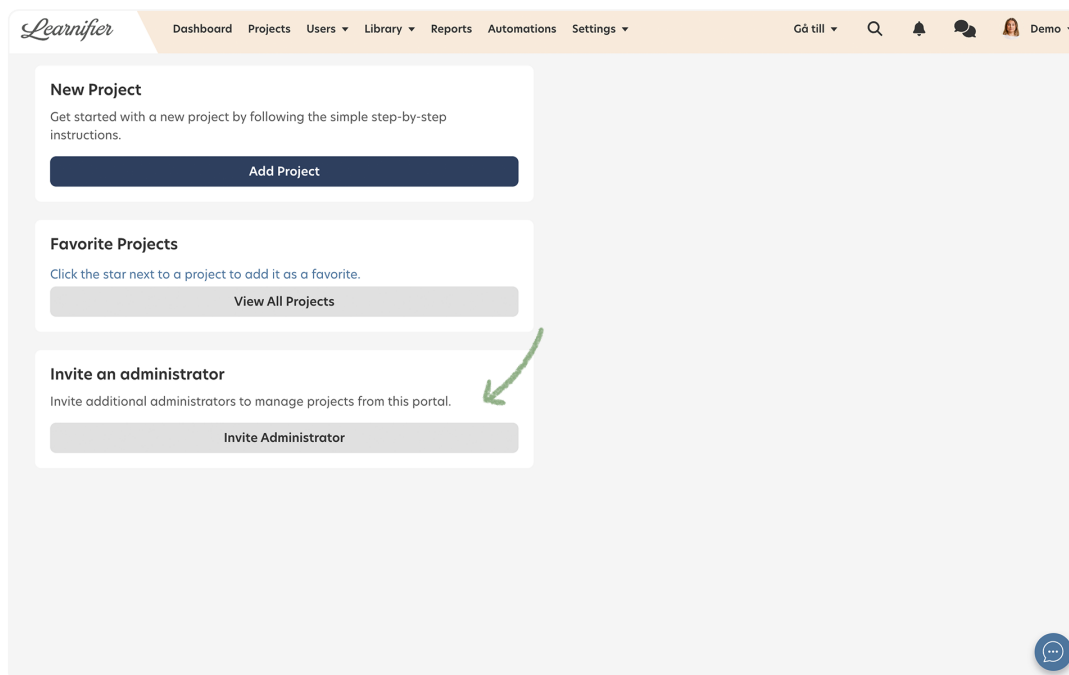 Learnifier
Dashboard Projects Users Library Reports Automations Settings Gå till Demo
New Project
Get started with a new project by following the simple step-by-step
instructions.
Add Project
Favorite Projects
Click the star next to a project to add it as a favorite.
View All Projects
Invite an administrator
Invite additional administrators to manage projects from this portal.
Invite Administrator